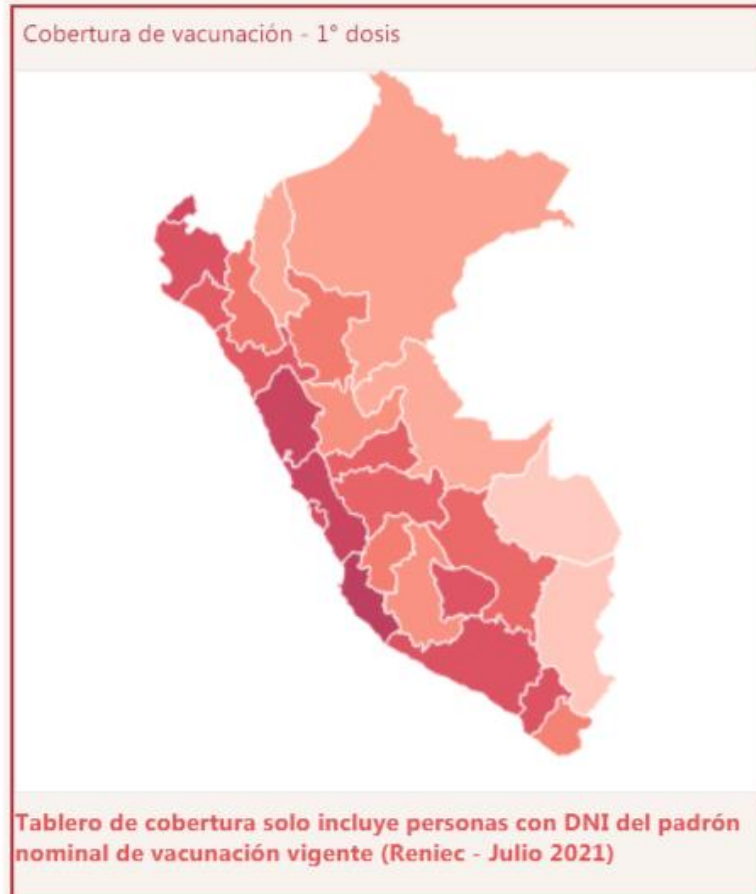 Cobertura de vacunación - 1° dosis
Tablero de cobertura solo incluye personas con DNI del padrón
nominal de vacunación vigente (Reniec - Julio 2021)